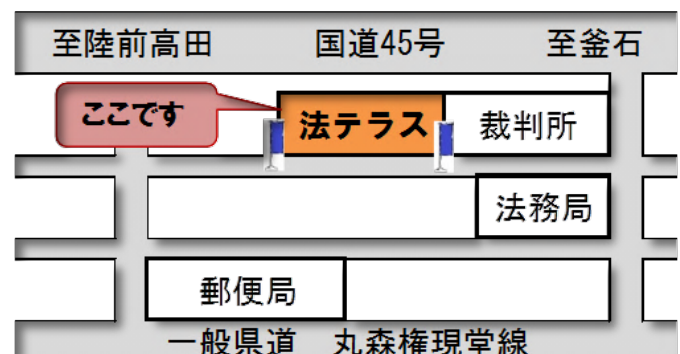 至陸前高田 国道45号 至釜石
ここです
法テラス
裁判所
法務局
郵便局
一般県道 丸森権現堂線